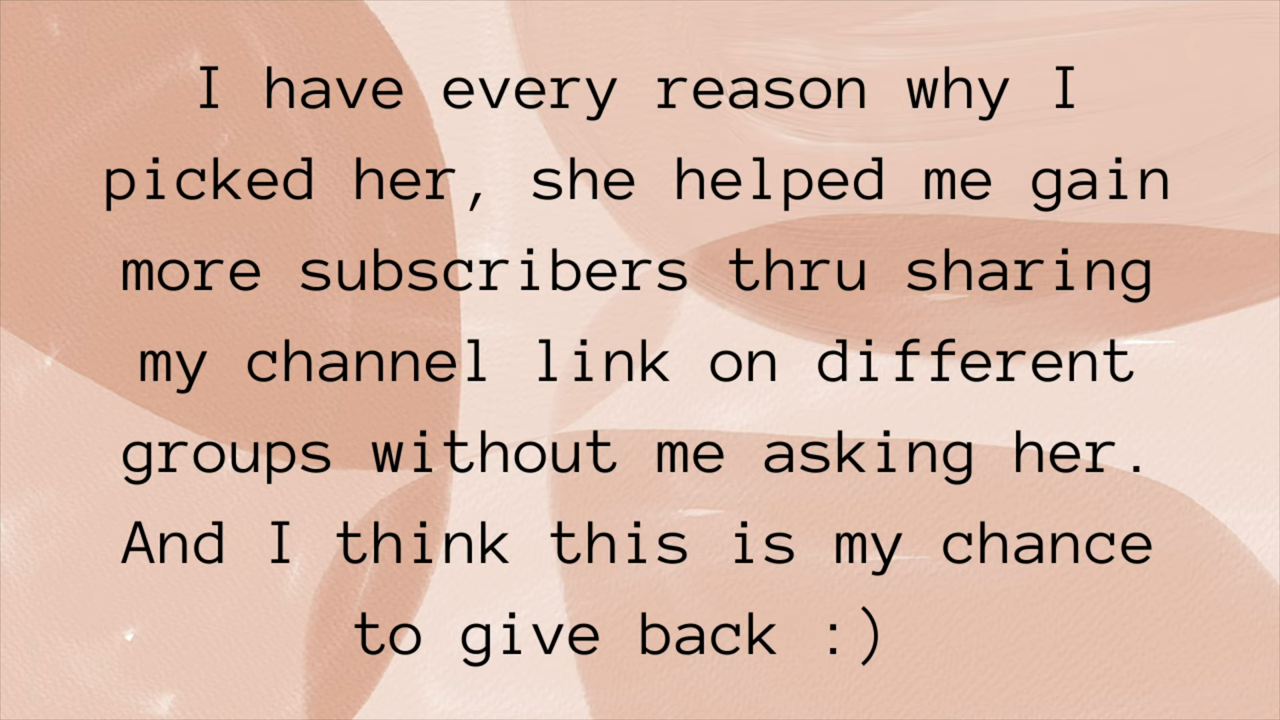 I have every reason why I
picked her, she helped me gain
more subscribers thru sharing
my channel link on different
groups without me asking her.
And I think this is my chance
to give back :)